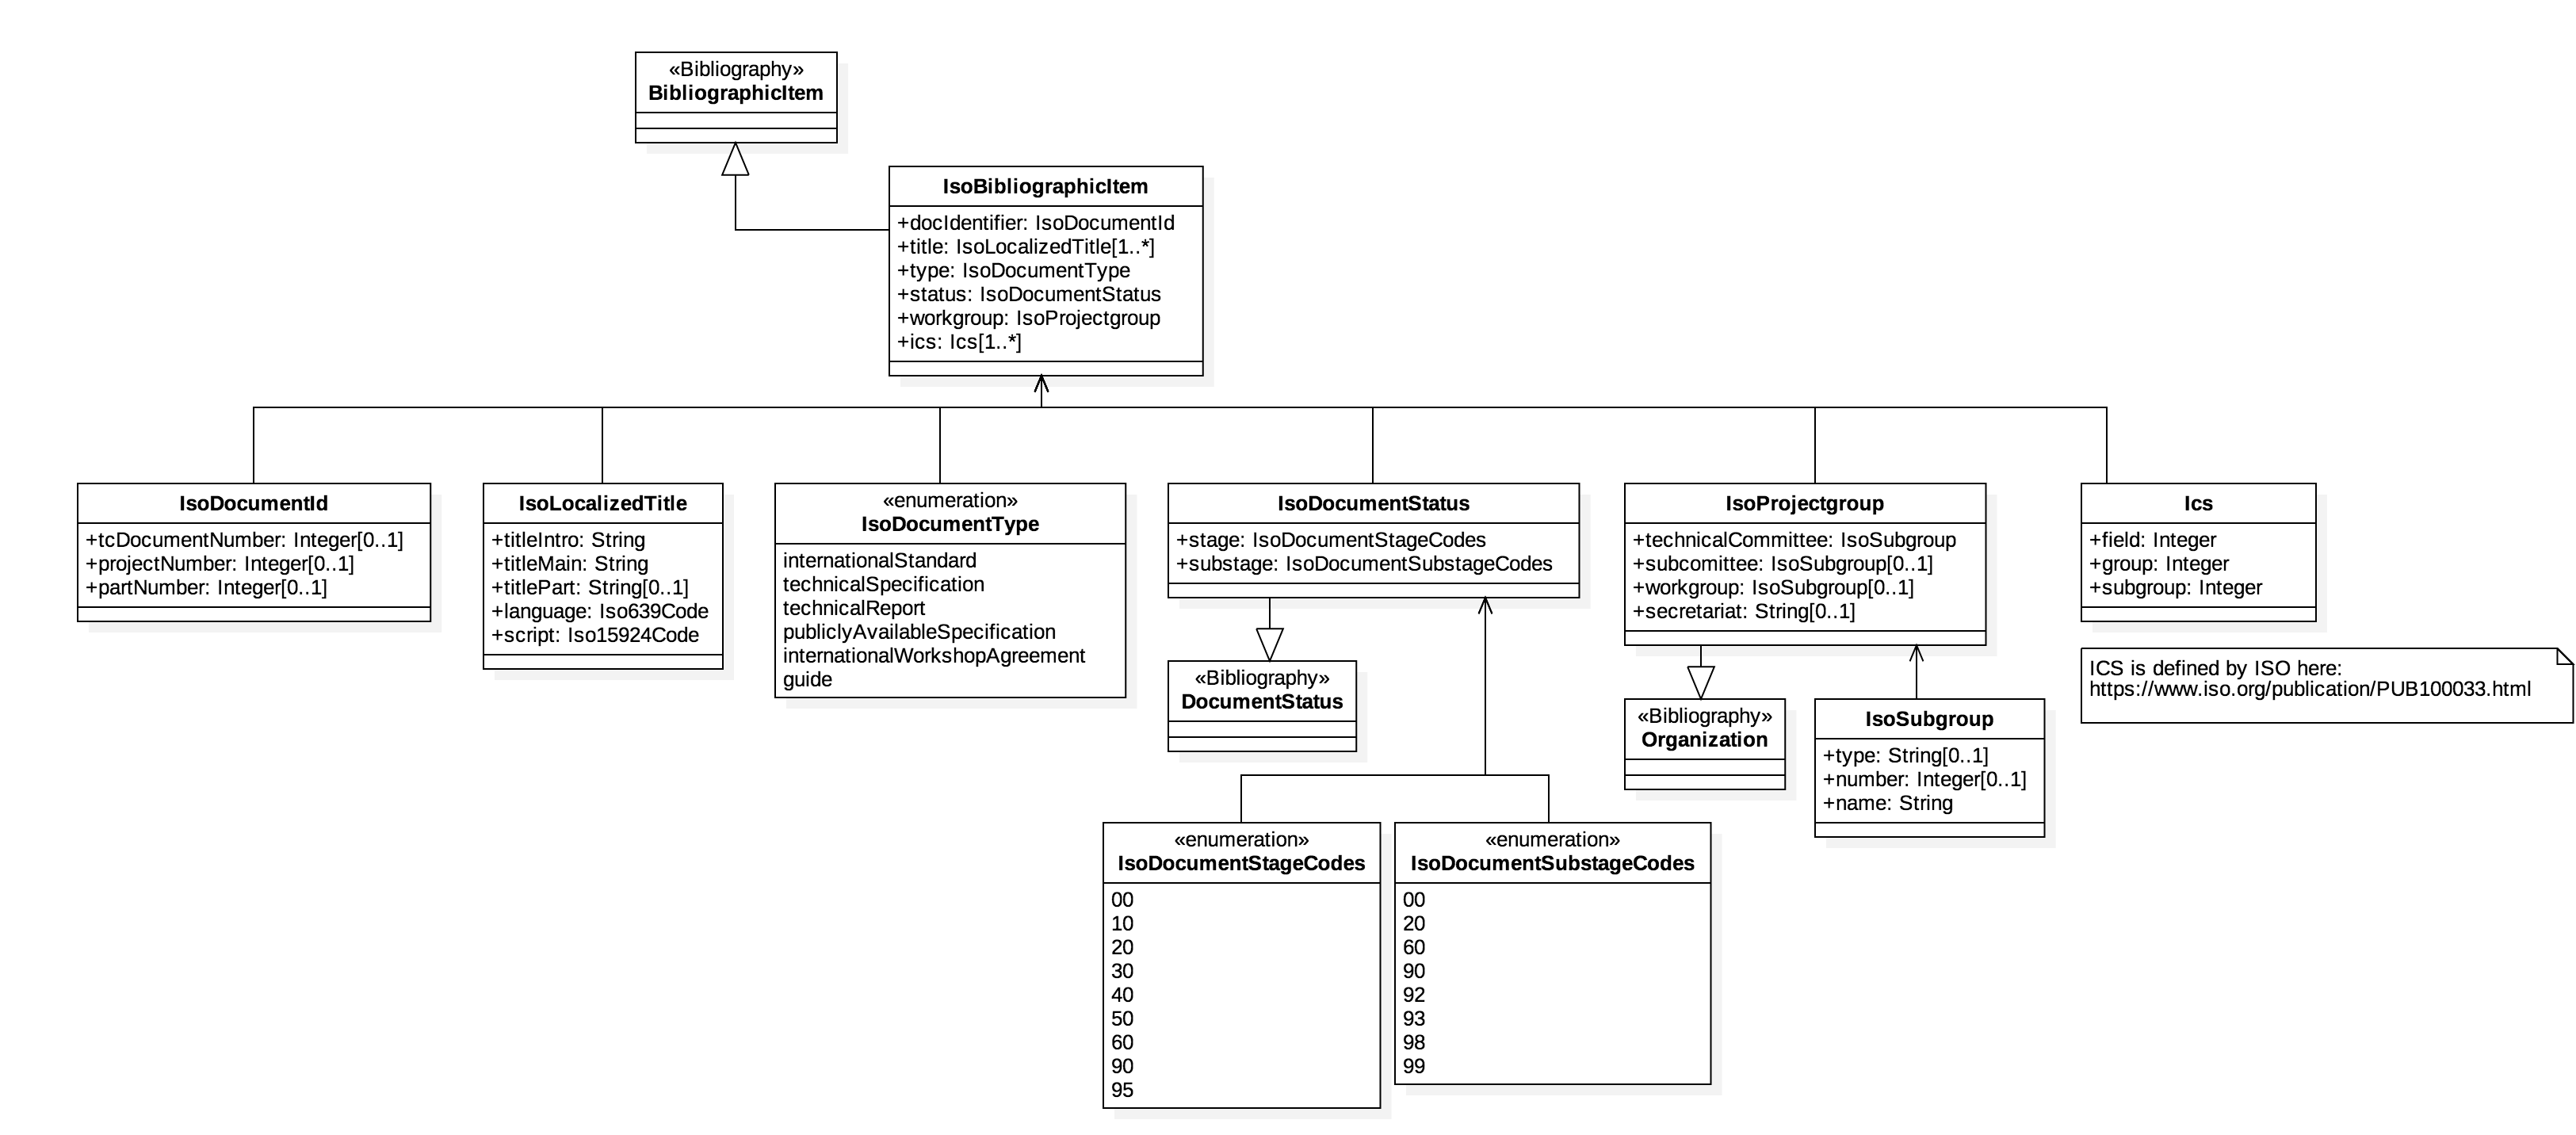 «Bibliography»
BibliographicItem
IsoBibliographicItem
+docIdentifier: IsoDocumentId
+title: IsoLocalizedTitle[1..*]
+type: IsoDocumentType
+status: IsoDocumentStatus
+workgroup: IsoProjectgroup
+ics: Ics[1..*]
IsoDocumentId
+tcDocumentNumber: Integer[0..1]
+projectNumber: Integer[0..1]
+partNumber: Integer[0..1]
IsoLocalizedTitle
+titleIntro: String
+titleMain: String
+titlePart: String[0..1]
+language: Iso639Code
+script: Iso15924Code
«enumeration»
IsoDocumentType
internationalStandard
technicalSpecification
technicalReport
publiclyAvailableSpecification
internationalWorkshopAgreement
guide
IsoDocumentStatus
+stage: IsoDocumentStageCodes
+substage: IsoDocumentSubstageCodes
IsoProjectgroup
+technicalCommittee: IsoSubgroup
+subcomittee: IsoSubgroup[0..1]
+workgroup: IsoSubgroup[0..1]
+secretariat: String[0..1]
Ics
+field: Integer
+group: Integer
+subgroup: Integer
ICS is defined by ISO here:
https://www.iso.org/publication/PUB100033.html
«Bibliography»
DocumentStatus
«Bibliography»
Organization
IsoSubgroup
+type: String[0..1]
+number: Integer[0..1]
+name: String
«enumeration»
IsoDocumentStageCodes
00
10
20
30
40
50
60
90
95
«enumeration»
IsoDocumentSubstageCodes
00
20
60
90
92
93
98
99